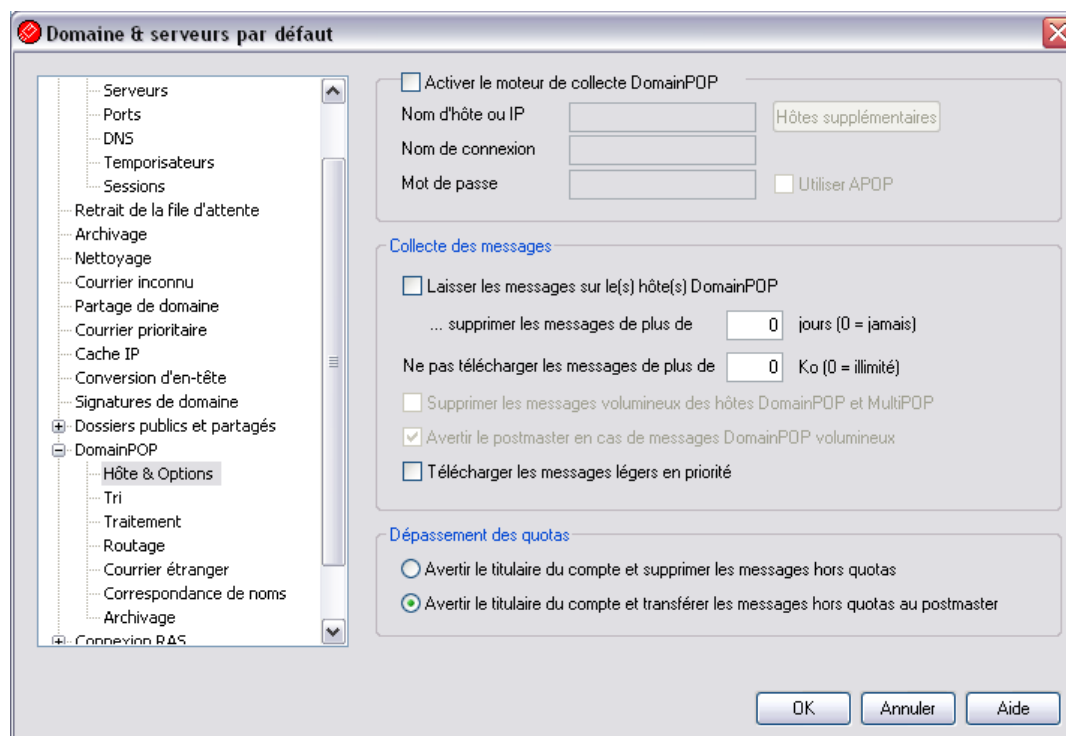 Domaine & serveurs par défaut
Serveurs
Ports
DNS
Temporisateurs
Sessions
Retrait de la file d'attente
Archivage
Nettoyage
Courrier inconnu
Partage de domaine
Courrier prioritaire
Cache IP
Conversion d'en-tête
Signatures de domaine
Dossiers publics et partagés
DomainPOP
Hôte & Options
Tri
Traitement
Routage
Courrier étranger
Correspondance de noms
Archivage
Connexion RAS
Activer le moteur de collecte DomainPOP
Nom d'hôte ou IP
Hôtes supplémentaires
Nom de connexion
Mot de passe
Utiliser APOP
Collecte des messages
Laisser les messages sur le(s) hôte(s) DomainPOP
... supprimer les messages de plus de 0 jours (0 = jamais)
Ne pas télécharger les messages de plus de 0 Ko (0 = illimité)
Supprimer les messages volumineux des hôtes DomainPOP et MultiPOP
Avertir le postmaster en cas de messages DomainPOP volumineux
Télécharger les messages légers en priorité
Dépassement des quotas
Avertir le titulaire du compte et supprimer les messages hors quotas
Avertir le titulaire du compte et transférer les messages hors quotas au postmaster
OK Annuler Aide